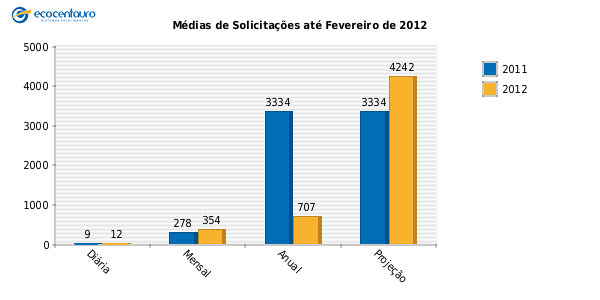 ecocentauro
Médias de Solicitações até Fevereiro de 2012
5000
4000
3000
2000
1000
0
9
12
278
354
3334
707
3334
4242
Diária
Mensal
Anual
Projeção
2011
2012